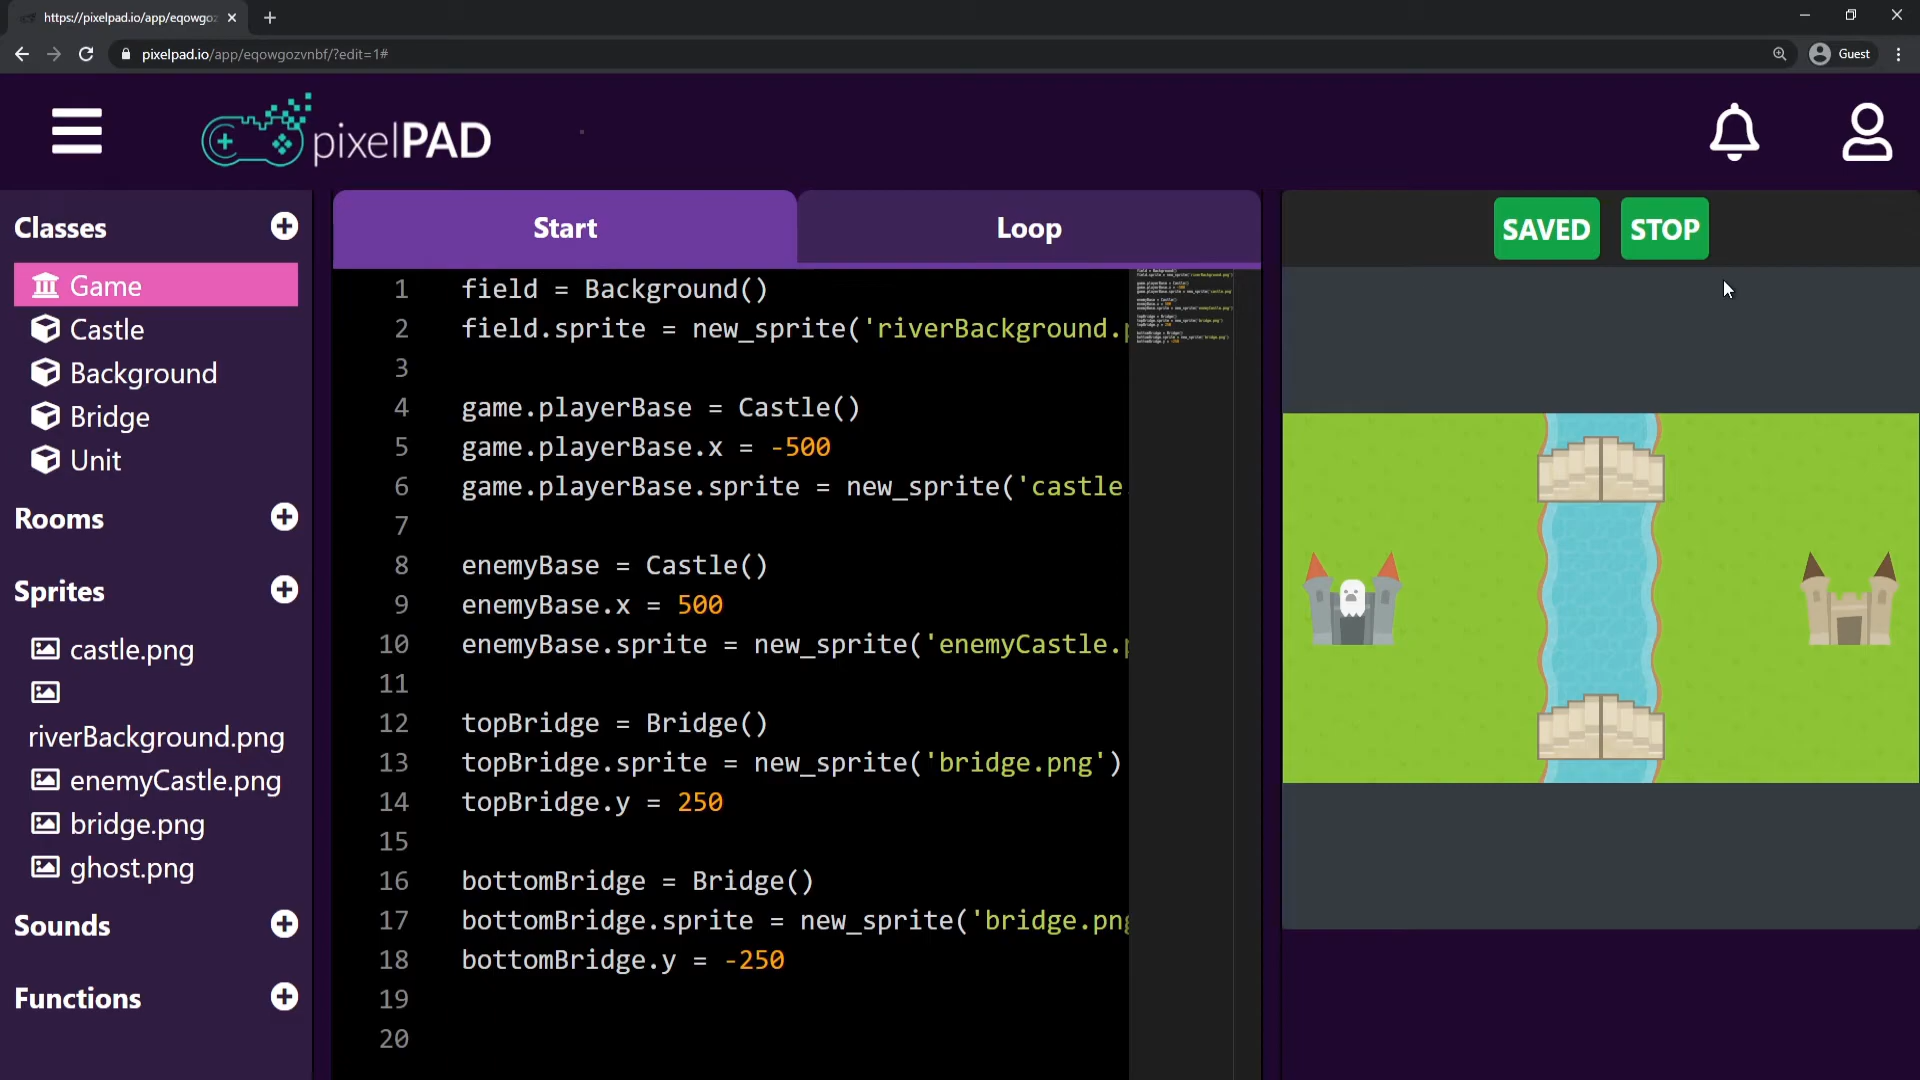 https://pixelpad.io/app/eqowgoz
pixelpad.io/app/eqowgozvnbf/?edit=1#
Guest
pixelPAD
Classes
Game
Castle
Background
Bridge
Unit
Rooms
Sprites
castle.png
riverBackground.png
enemyCastle.png
bridge.png
ghost.png
Sounds
Functions
Start
Loop
SAVED
STOP
1 field = Background()
2 field.sprite = new_sprite('riverBackground.p
3
4 game.playerBase = Castle()
5 game.playerBase.x = -500
6 game.playerBase.sprite = new_sprite('castle.
7
8 enemyBase = Castle()
9 enemyBase.x = 500
10 enemyBase.sprite = new_sprite('enemyCastle.p
11
12 topBridge = Bridge()
13 topBridge.sprite = new_sprite('bridge.png')
14 topBridge.y = 250
15
16 bottomBridge = Bridge()
17 bottomBridge.sprite = new_sprite('bridge.png
18 bottomBridge.y = -250
19
20